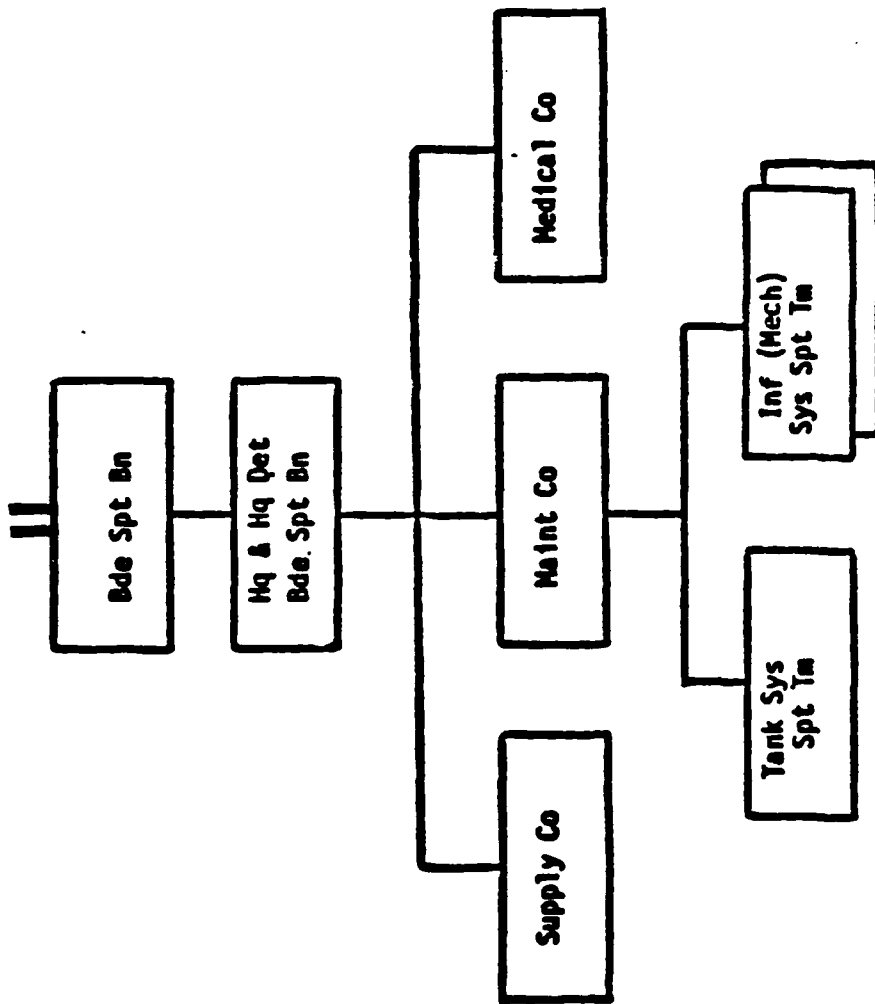 Bde Spt Bn
Hq & Hq Det
Bde. Spt Bn
Supply Co
Maint Co
Medical Co
Tank Sys
Spt Tm
Inf (Mech)
Sys Spt Tm